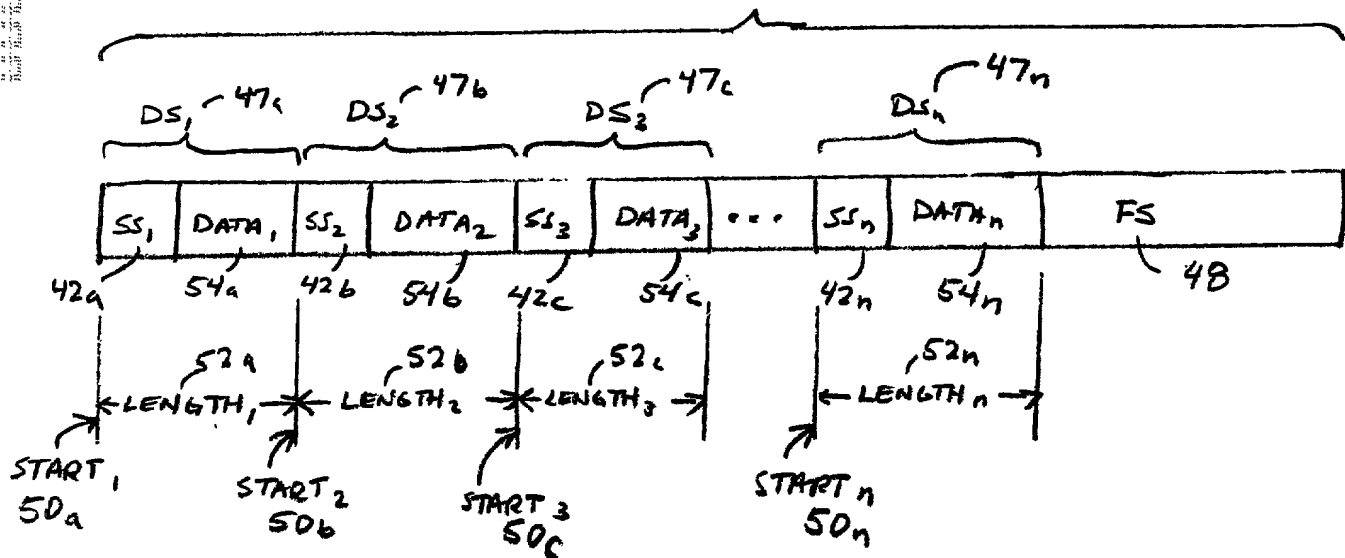 47a 47b 47c 47n
DS₁ DS₂ DS₃ DSₙ
SS₁ DATA₁ SS₂ DATA₂ SS₃ DATA₃ ... SSₙ DATAₙ FS
42a 54a 42b 54b 42c 54c 42n 54n 48
52a 52b 52c 52n
LENGTH₁ LENGTH₂ LENGTH₃ LENGTHₙ
START₁ START₂ START₃ STARTₙ
50a 50b 50c 50n